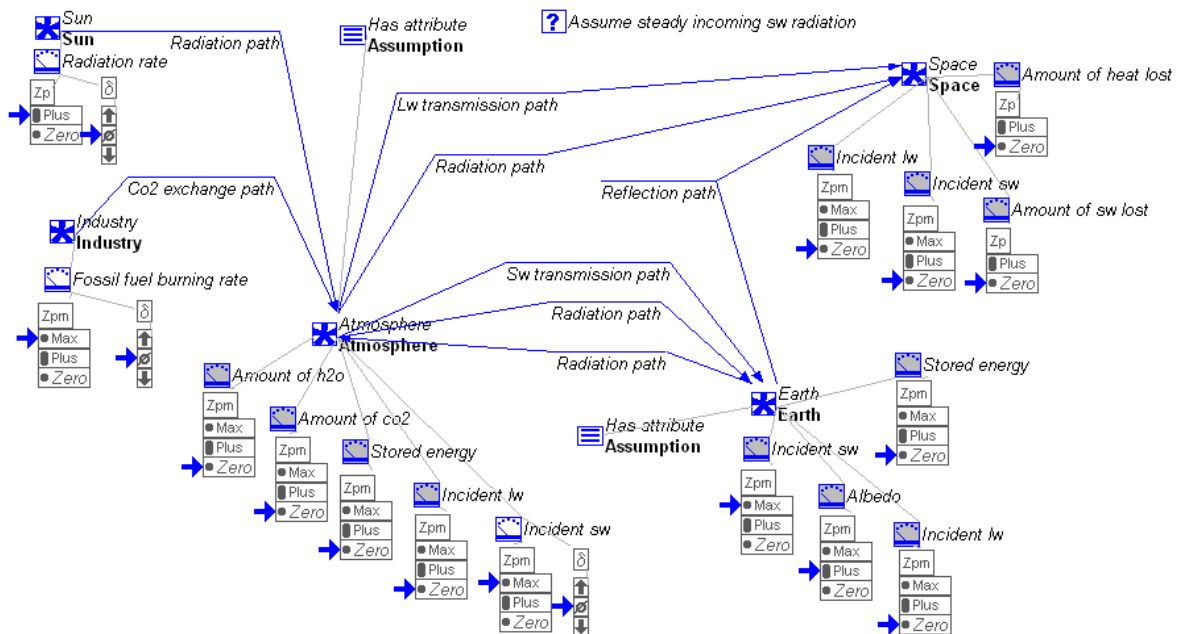 Sun
Sun
Radiation rate
Zp
Plus
Zero
δ
Radiation path
Has attribute
Assumption
? Assume steady incoming sw radiation
Space
Space
Amount of heat lost
Zp
Plus
Zero
Lw transmission path
Radiation path
Reflection path
Incident lw
Zpm
Max
Plus
Zero
Incident sw
Zpm
Max
Plus
Zero
Amount of sw lost
Zp
Plus
Zero
Co2 exchange path
Industry
Industry
Fossil fuel burning rate
Zpm
Max
Plus
Zero
δ
ø
Sw transmission path
Radiation path
Radiation path
Atmosphere
Atmosphere
Amount of h2o
Zpm
Max
Plus
Zero
Amount of co2
Zpm
Max
Plus
Zero
Stored energy
Zpm
Max
Plus
Zero
Incident lw
Zpm
Max
Plus
Zero
Incident sw
Zpm
Max
Plus
Zero
δ
ø
Earth
Earth
Has attribute
Assumption
Stored energy
Zpm
Max
Plus
Zero
Incident sw
Zpm
Max
Plus
Zero
Albedo
Zpm
Max
Plus
Zero
Incident lw
Zpm
Max
Plus
Zero